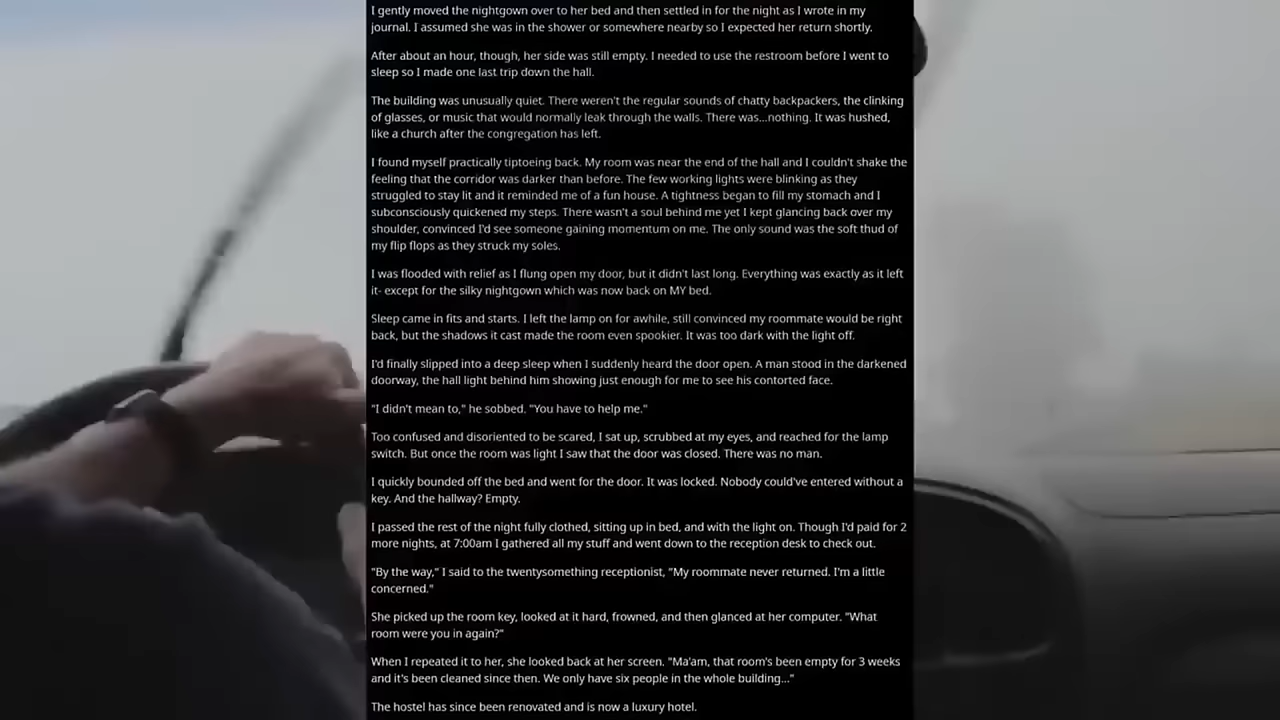 I gently moved the nightgown over to her bed and then settled in for the night as I wrote in my
journal. I assumed she was in the shower or somewhere nearby so I expected her return shortly.
After about an hour, though, her side was still empty. I needed to use the restroom before I went to
sleep so I made one last trip down the hall.
The building was unusually quiet. There weren't the regular sounds of chatty backpackers, the clinking
of glasses, or music that would normally leak through the walls. There was...nothing. It was hushed,
like a church after the congregation has left.
I found myself practically tiptoeing back. My room was near the end of the hall and I couldn't shake the
feeling that the corridor was darker than before. The few working lights were blinking as they
struggled to stay lit and it reminded me of a fun house. A tightness began to fill my stomach and I
subconsciously quickened my steps. There wasn't a soul behind me yet I kept glancing back over my
shoulder, convinced I'd see someone gaining momentum on me. The only sound was the soft thud of
my flip flops as they struck my soles.
I was flooded with relief as I flung open my door, but it didn't last long. Everything was exactly as it left
it- except for the silky nightgown which was now back on MY bed.
Sleep came in fits and starts. I left the lamp on for awhile, still convinced my roommate would be right
back, but the shadows it cast made the room even spookier. It was too dark with the light off.
I'd finally slipped into a deep sleep when I suddenly heard the door open. A man stood in the darkened
doorway, the hall light behind him showing just enough for me to see his contorted face.
"I didn't mean to," he sobbed. "You have to help me."
Too confused and disoriented to be scared, I sat up, scrubbed at my eyes, and reached for the lamp
switch. But once the room was light I saw that the door was closed. There was no man.
I quickly bounded off the bed and went for the door. It was locked. Nobody could've entered without a
key. And the hallway? Empty.
I passed the rest of the night fully clothed, sitting up in bed, and with the light on. Though I'd paid for 2
more nights, at 7:00am I gathered all my stuff and went down to the reception desk to check out.
"By the way," I said to the twentysomething receptionist, "My roommate never returned. I'm a little
concerned."
She picked up the room key, looked at it hard, frowned, and then glanced at her computer. "What
room were you in again?"
When I repeated it to her, she looked back at her screen. "Ma'am, that room's been empty for 3 weeks
and it's been cleaned since then. We only have six people in the whole building..."
The hostel has since been renovated and is now a luxury hotel.